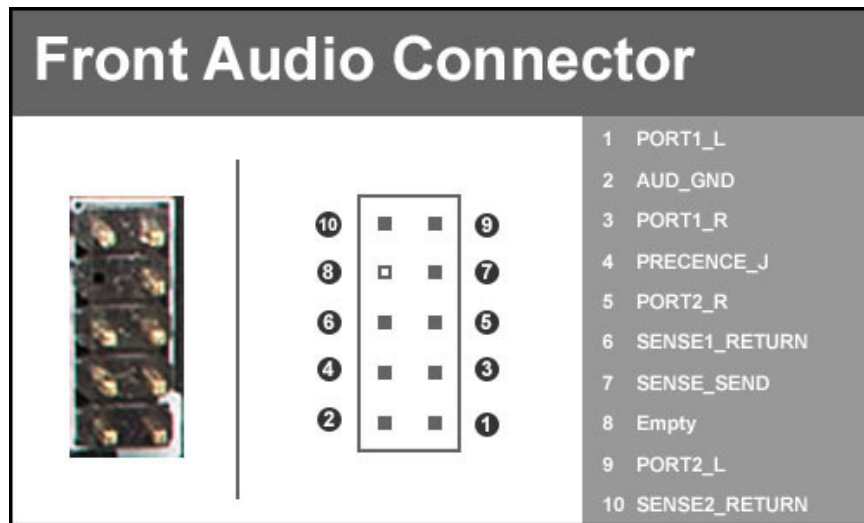 Front Audio Connector
10 9
8 7
6 5
4 3
2 1
1 PORT1_L
2 AUD_GND
3 PORT1_R
4 PRECENCE_J
5 PORT2_R
6 SENSE1_RETURN
7 SENSE_SEND
8 Empty
9 PORT2_L
10 SENSE2_RETURN